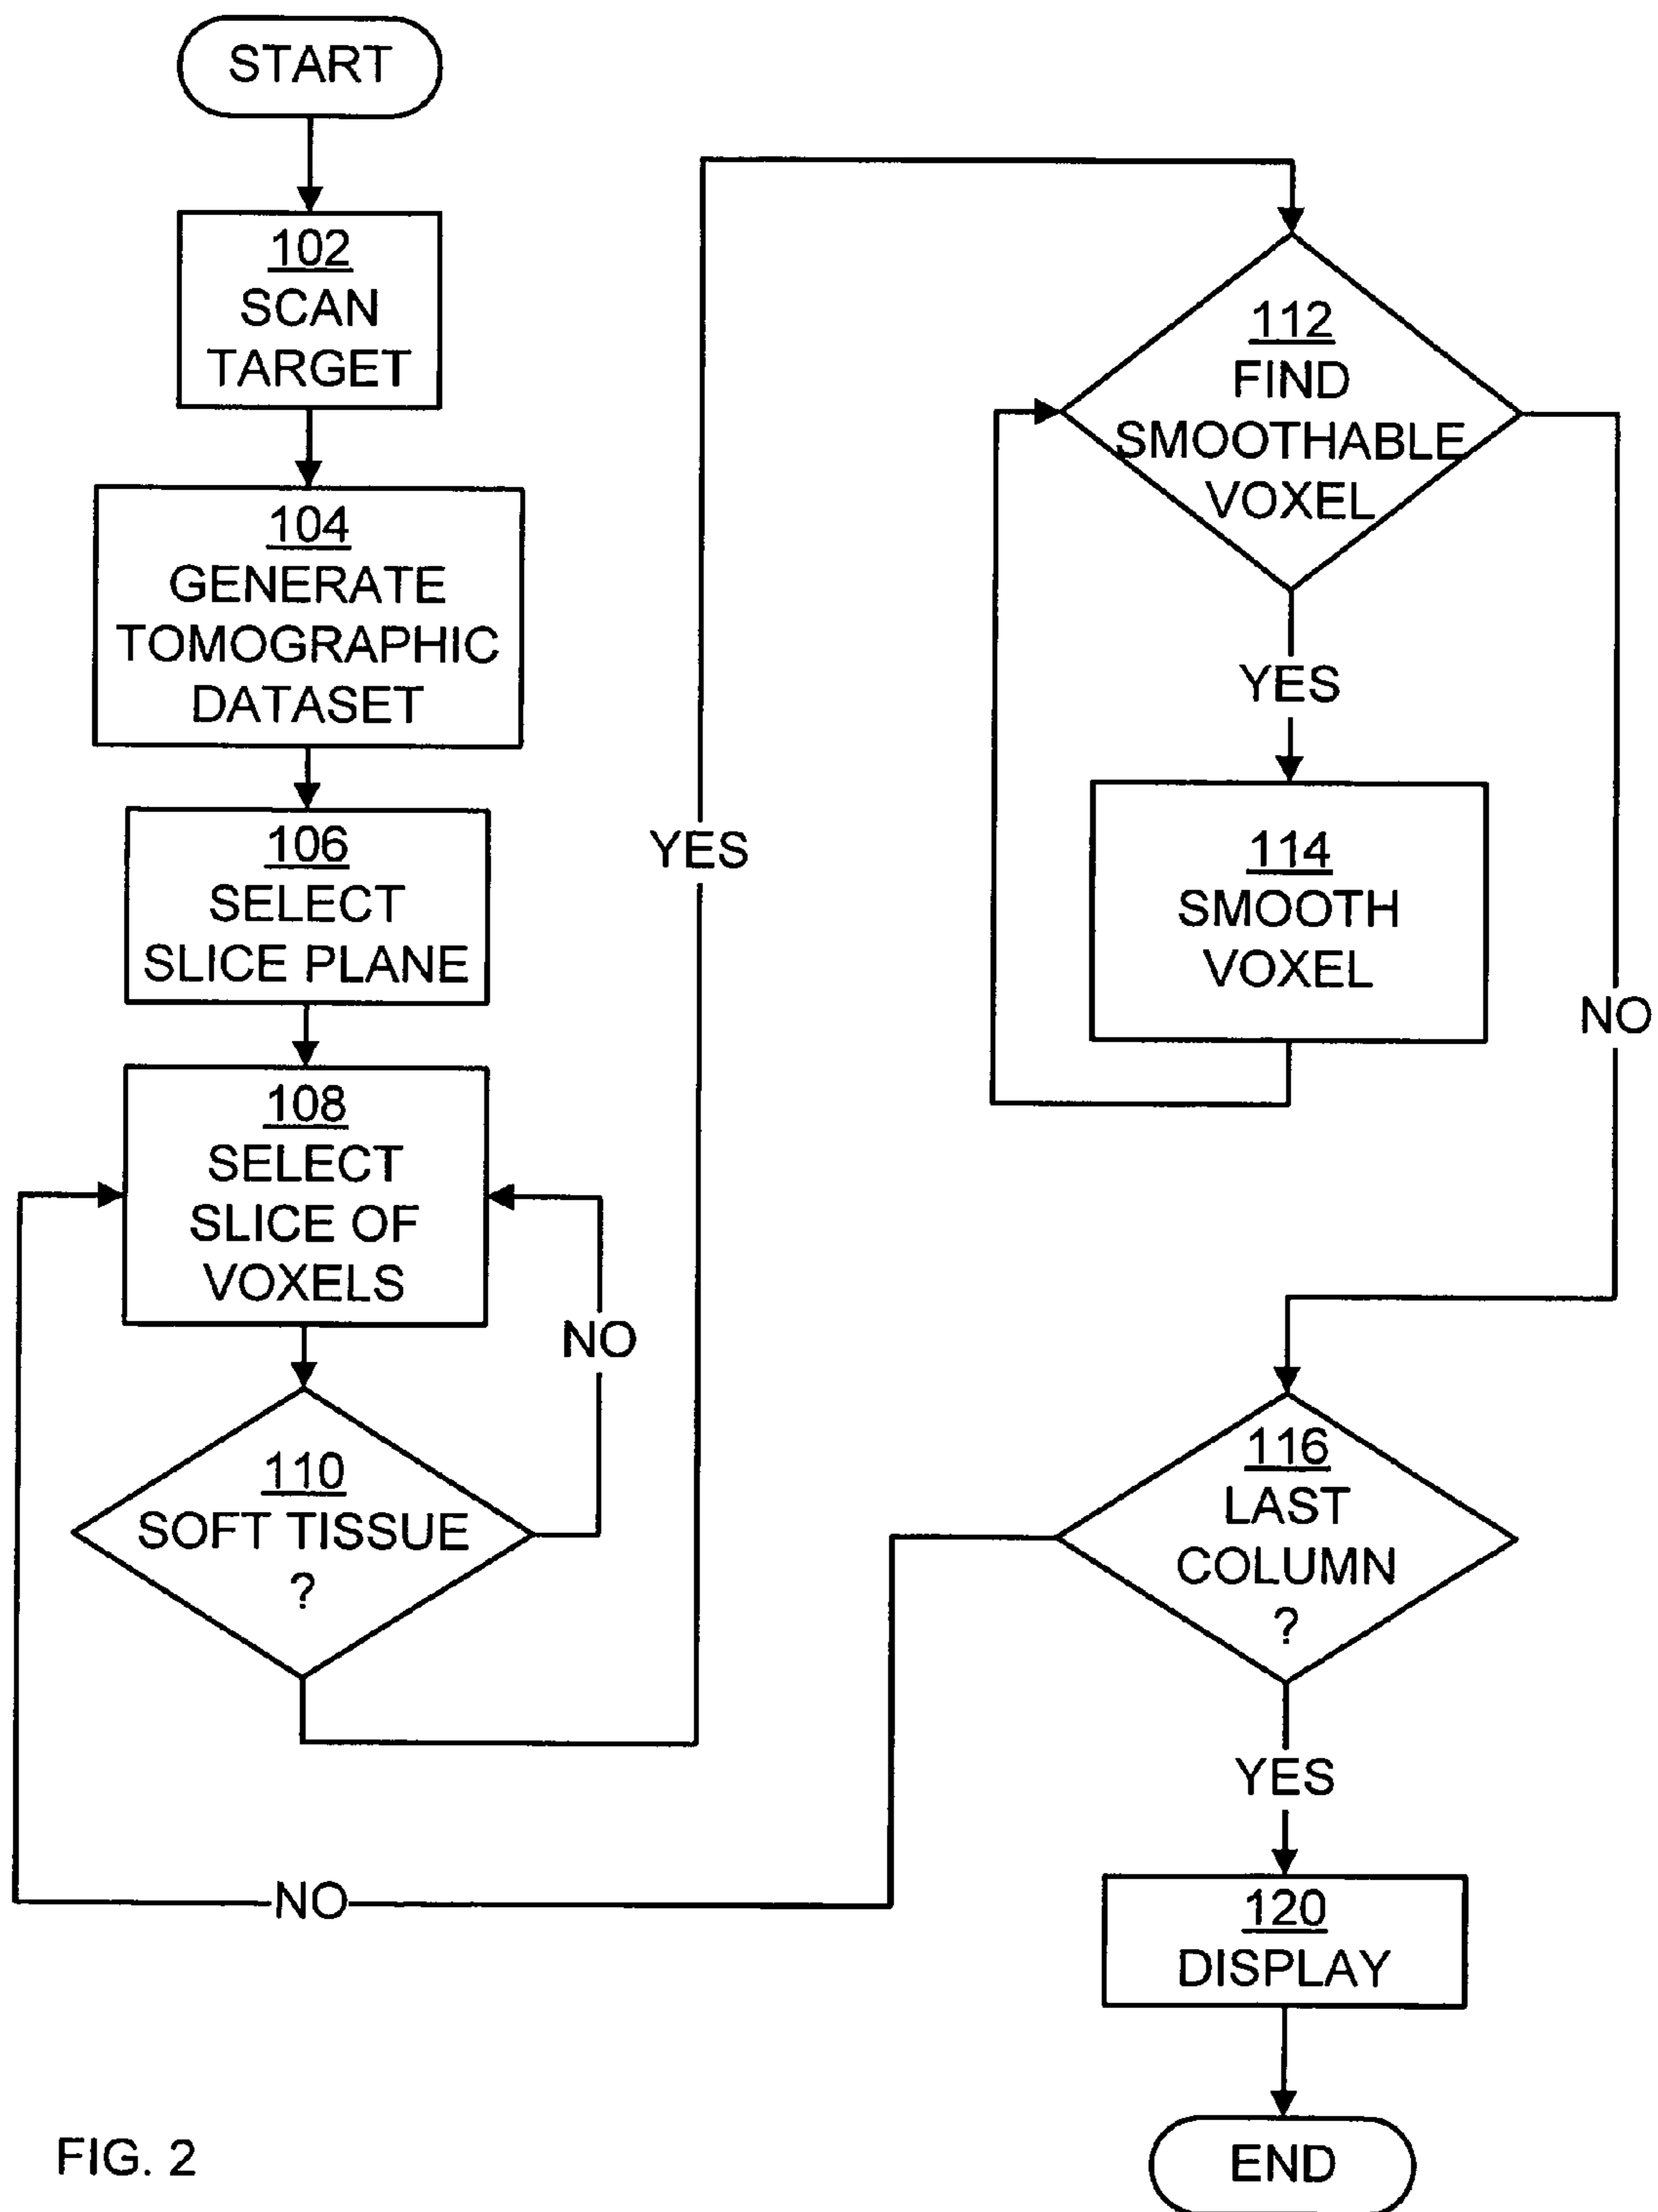 START
102
SCAN
TARGET
104
GENERATE
TOMOGRAPHIC
DATASET
106
SELECT
SLICE PLANE
108
SELECT
SLICE OF
VOXELS
NO
110
SOFT TISSUE
?
YES
112
FIND
SMOOTHABLE
VOXEL
YES
114
SMOOTH
VOXEL
NO
116
LAST
COLUMN
?
NO
YES
120
DISPLAY
END
FIG. 2